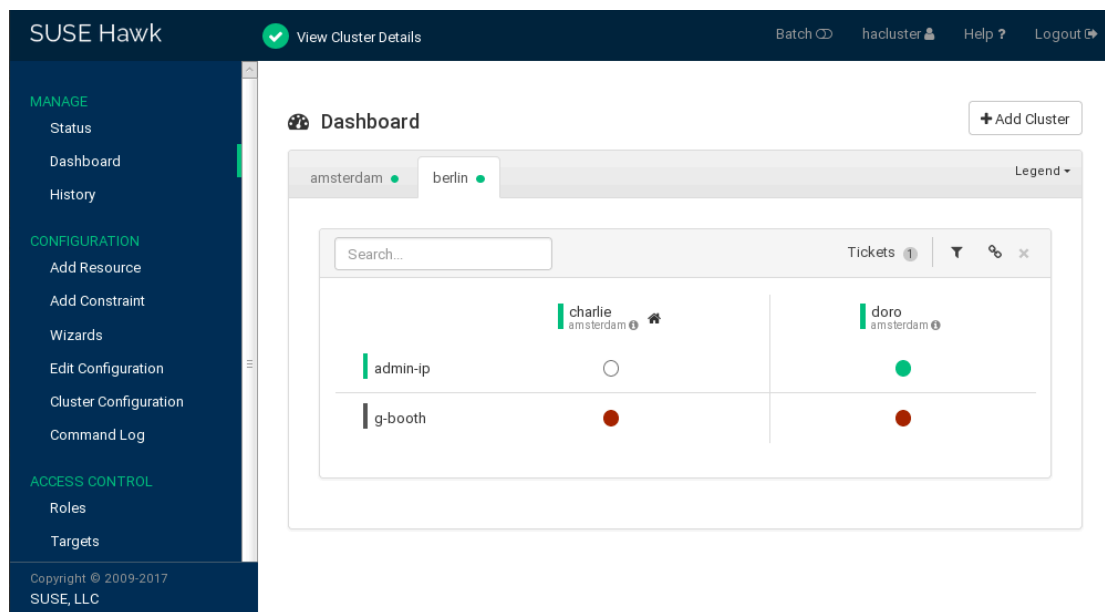 SUSE Hawk
View Cluster Details
Batch
hacluster
Help ?
Logout
MANAGE
Status
Dashboard
History
CONFIGURATION
Add Resource
Add Constraint
Wizards
Edit Configuration
Cluster Configuration
Command Log
ACCESS CONTROL
Roles
Targets
Copyright © 2009-2017
SUSE, LLC
Dashboard
+ Add Cluster
amsterdam
berlin
Legend
Search...
Tickets 1
charlie
amsterdam
doro
amsterdam
admin-ip
g-booth